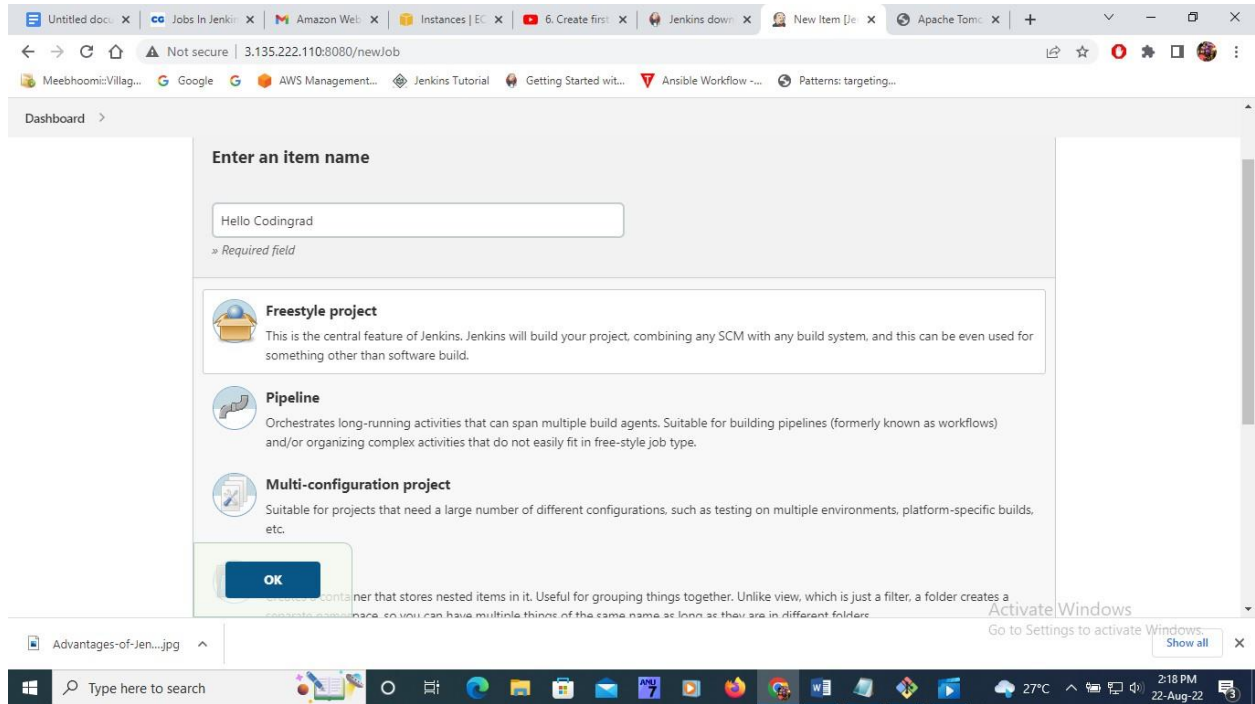 Untitled docu
Jobs In Jenkin
Amazon Web
Instances | EC
6. Create first
Jenkins down
New Item [Je
Apache Tomc
Not secure | 3.135.222.110:8080/newJob
Meebhoomi::Villag...
Google
AWS Management...
Jenkins Tutorial
Getting Started wit...
Ansible Workflow -...
Patterns: targeting...
Dashboard >
Enter an item name
Hello Codingrad
» Required field
Freestyle project
This is the central feature of Jenkins. Jenkins will build your project, combining any SCM with any build system, and this can be even used for
something other than software build.
Pipeline
Orchestrates long-running activities that can span multiple build agents. Suitable for building pipelines (formerly known as workflows)
and/or organizing complex activities that do not easily fit in free-style job type.
Multi-configuration project
Suitable for projects that need a large number of different configurations, such as testing on multiple environments, platform-specific builds,
etc.
OK
ner that stores nested items in it. Useful for grouping things together. Unlike view, which is just a filter, a folder creates a
so you can have multiple things of the same name as long as they are in different folders.
Activate Windows
Go to Settings to activate Windows.
Advantages-of-Jen....jpg
Show all
Type here to search
27°C
2:18 PM
22-Aug-22